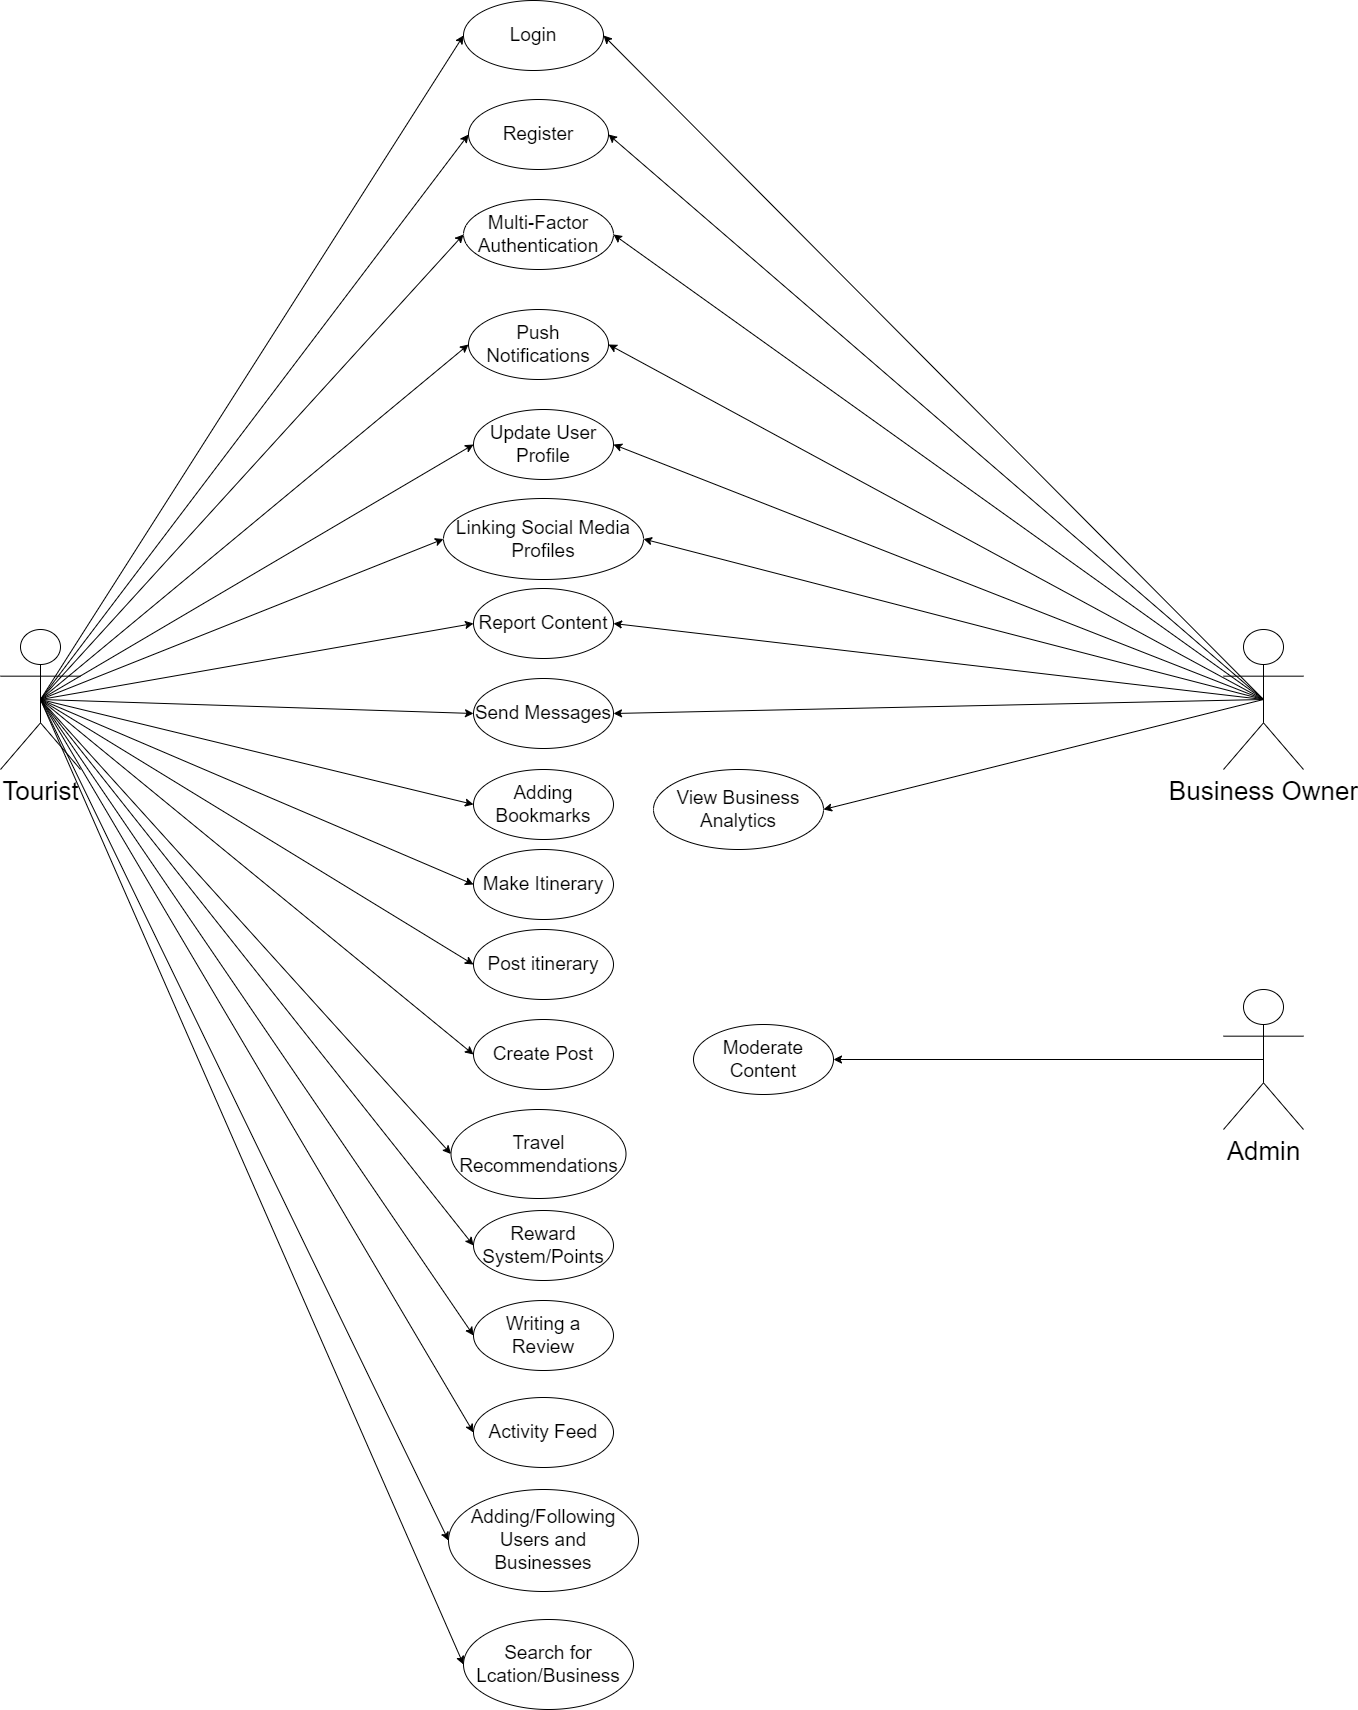 Login
Register
Multi-Factor
Authentication
Push
Notifications
Update User
Profile
Linking Social Media
Profiles
Report Content
Send Messages
Tourist
Business Owner
Adding
Bookmarks
View Business
Analytics
Make Itinerary
Post itinerary
Create Post
Moderate
Content
Admin
Travel
Recommendations
Reward
System/Points
Writing a
Review
Activity Feed
Adding/Following
Users and
Businesses
Search for
Lcation/Business